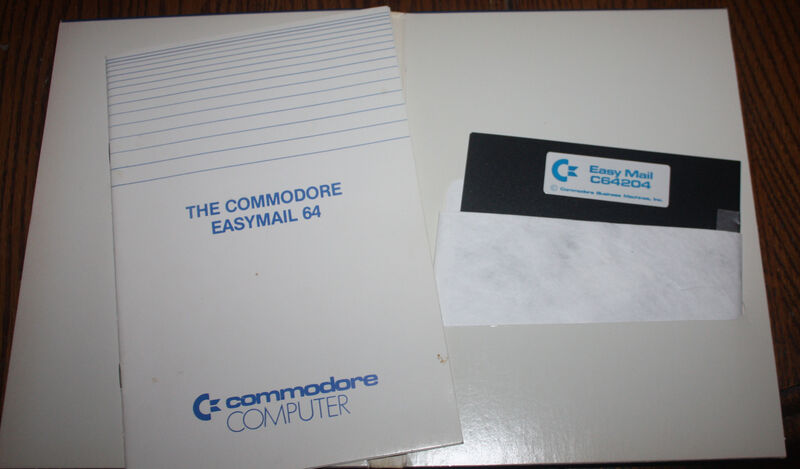 THE COMMODORE
EASYMAIL 64
commodore
COMPUTER
Easy Mail
C64204
© Commodore Business Machines, Inc.